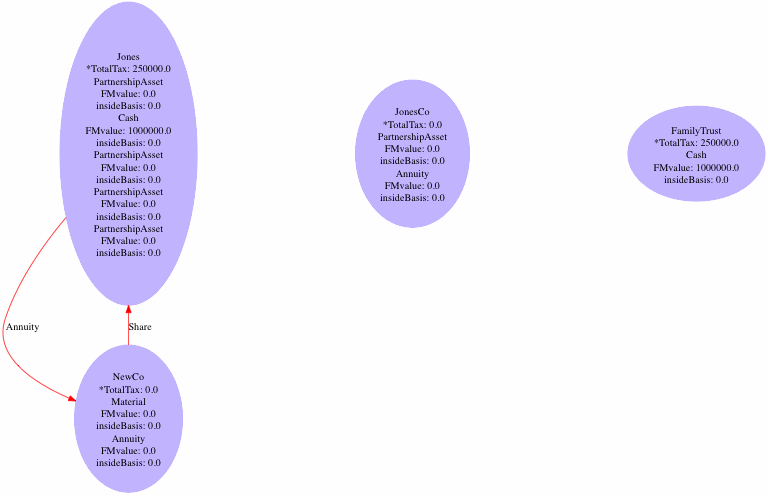 Jones
*TotalTax: 250000.0
PartnershipAsset
FMvalue: 0.0
insideBasis: 0.0
Cash
FMvalue: 1000000.0
insideBasis: 0.0
PartnershipAsset
FMvalue: 0.0
insideBasis: 0.0
PartnershipAsset
FMvalue: 0.0
insideBasis: 0.0
PartnershipAsset
FMvalue: 0.0
insideBasis: 0.0
JonesCo
*TotalTax: 0.0
PartnershipAsset
FMvalue: 0.0
insideBasis: 0.0
Annuity
FMvalue: 0.0
insideBasis: 0.0
FamilyTrust
*TotalTax: 250000.0
Cash
FMvalue: 1000000.0
insideBasis: 0.0
Annuity
Share
NewCo
*TotalTax: 0.0
Material
FMvalue: 0.0
insideBasis: 0.0
Annuity
FMvalue: 0.0
insideBasis: 0.0